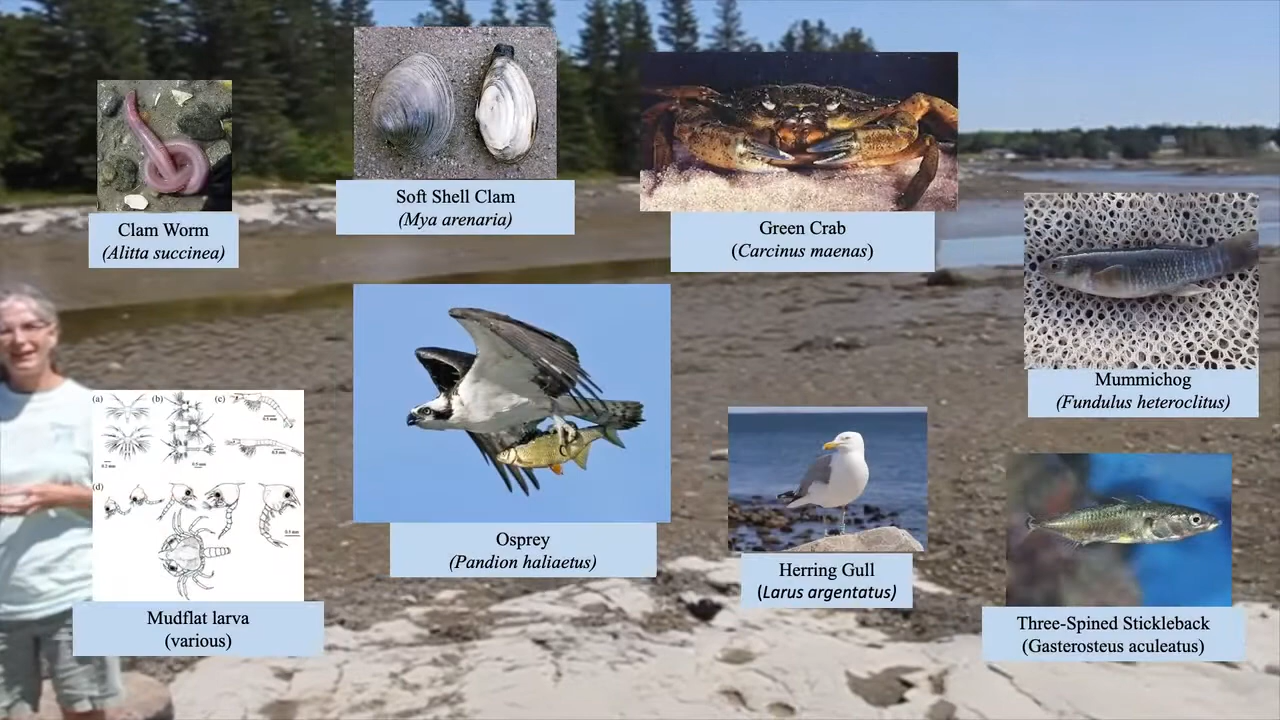 Clam Worm
(Alitta succinea)
Soft Shell Clam
(Mya arenaria)
Green Crab
(Carcinus maenas)
Mummichog
(Fundulus heteroclitus)
(a) (b) (c)
(d)
Mudflat larva
(various)
Osprey
(Pandion haliaetus)
Herring Gull
(Larus argentatus)
Three-Spined Stickleback
(Gasterosteus aculeatus)